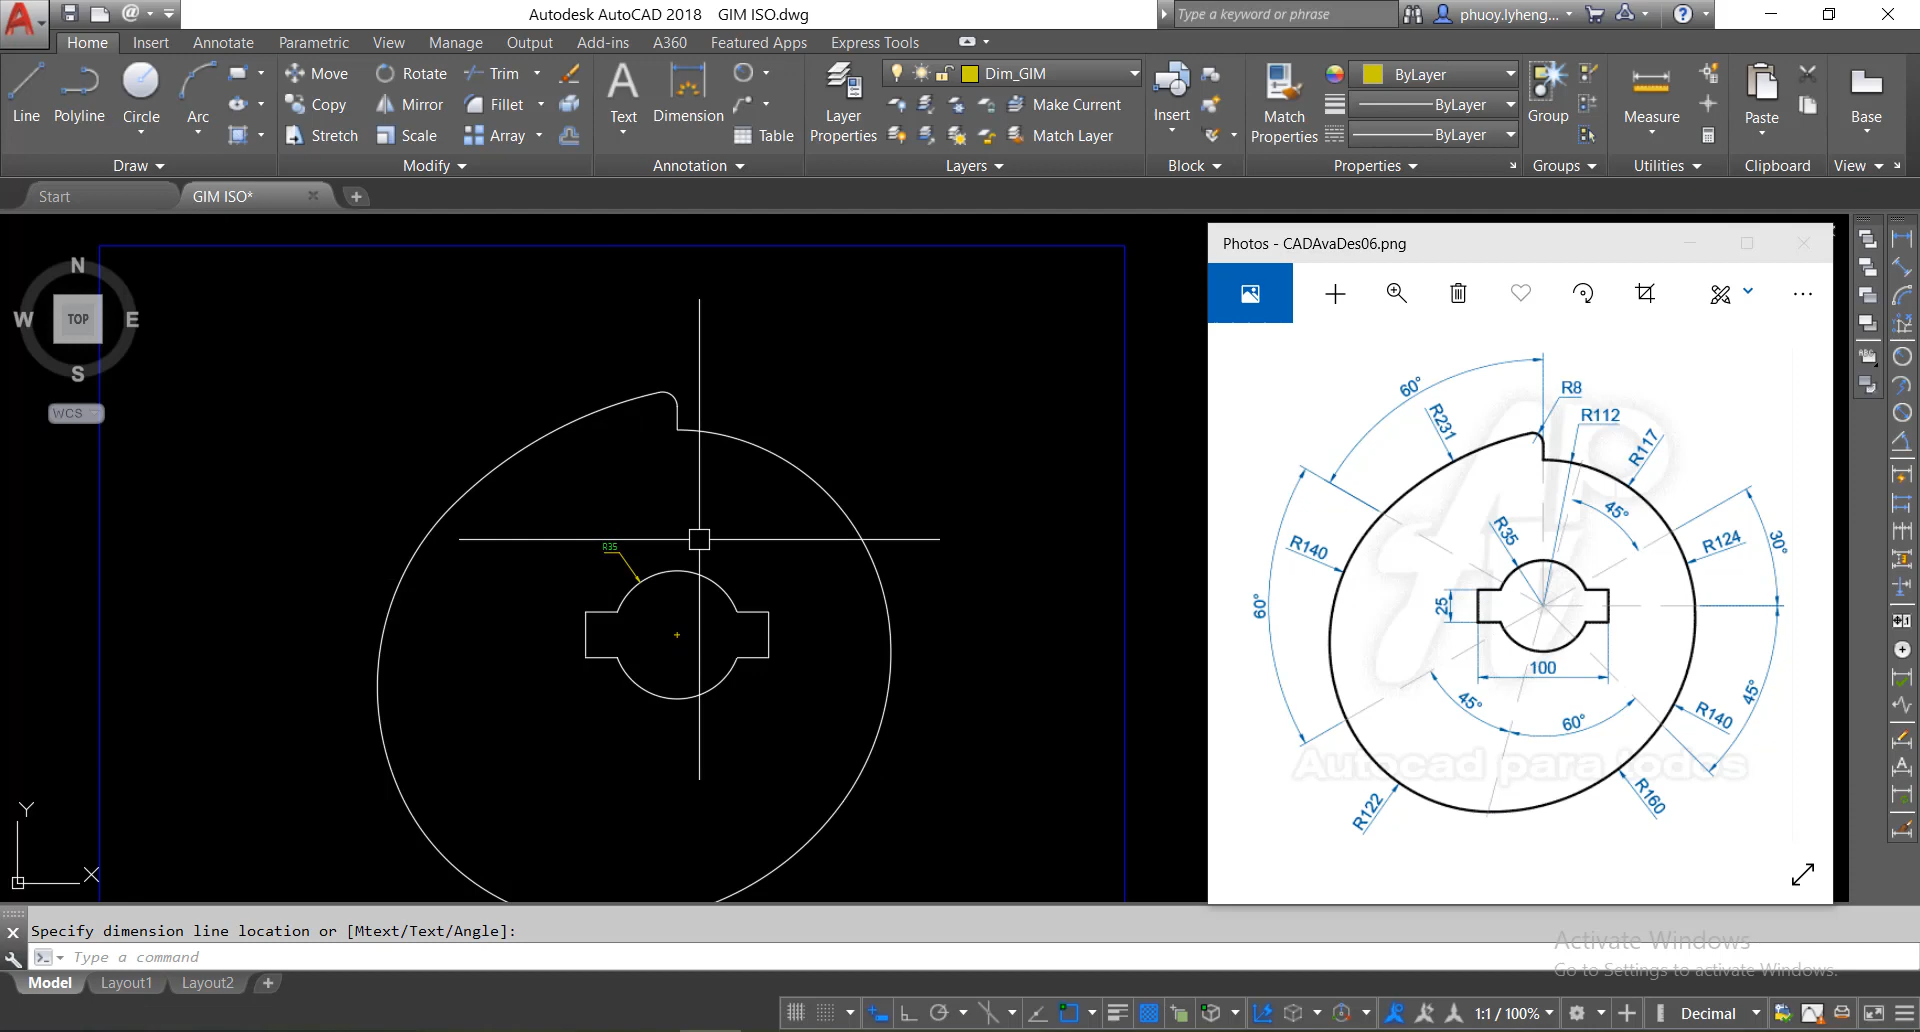 Autodesk AutoCAD 2018 GIM ISO.dwg
Type a keyword or phrase
phuoy.lyheng...
Home Insert Annotate Parametric View Manage Output Add-ins A360 Featured Apps Express Tools
Line Polyline Circle Arc
Move Rotate Trim
Copy Mirror Fillet
Stretch Scale Array
Text Dimension Table
Layer Properties
Dim_GIM
Make Current
Match Layer
Insert
Match Properties
ByLayer
ByLayer
ByLayer
Group
Measure
Paste
Base
Draw Modify Annotation Layers Block Properties Groups Utilities Clipboard View
Start GIM ISO*
N
W TOP E
S
WCS
R35
Y
X
Photos - CADAvaDes06.png
60°
R8
R231
R112
R117
45°
R35
R140
R124
30°
60°
25
100
45°
60°
R140
45°
Autocad para todos
R122
R160
Specify dimension line location or [Mtext/Text/Angle]:
Type a command
Activate Windows
Go to Settings to activate Windows.
Model Layout1 Layout2
1:1 / 100% Decimal